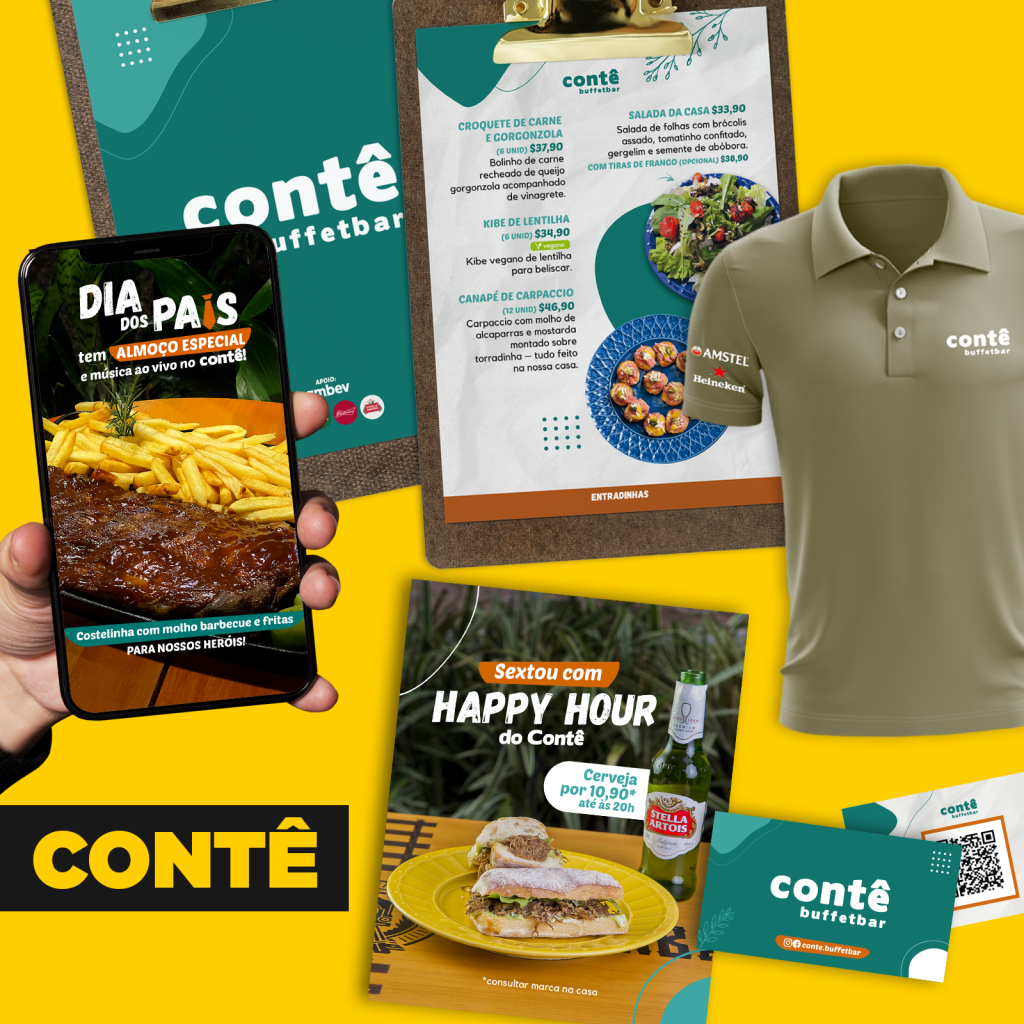 contê
buffetbar
APOIO:
ambev
contê
buffetbar
CROQUETE DE CARNE
E GORGONZOLA
(6 UNID) $37,90
Bolinho de carne
recheado de queijo
gorgonzola acompanhado
de vinagrete.
KIBE DE LENTILHA
(6 UNID) $34,90
vegano
Kibe vegano de lentilha
para beliscar.
CANAPÉ DE CARPACCIO
(12 UNID) $46,90
Carpaccio com molho de
alcaparras e mostarda
montado sobre
torradinha – tudo feito
na nossa casa.
SALADA DA CASA $33,90
Salada de folhas com brócolis
assado, tomatinho confitado,
gergelim e semente de abóbora.
COM TIRAS DE FRANGO (OPCIONAL) $38,90
ENTRADINHAS
contê
buffetbar
AMSTEL
Heineken
DIA
DOS PAIS
tem ALMOÇO ESPECIAL
e música ao vivo no contê!
Costelinha com molho barbecue e fritas
PARA NOSSOS HERÓIS!
Sextou com
HAPPY HOUR
do Contê
Cerveja
por 10,90*
até às 20h
STELLA
ARTOIS
*consultar marca na casa
CONTÊ
contê
buffetbar
contê
buffetbar
conte.buffetbar